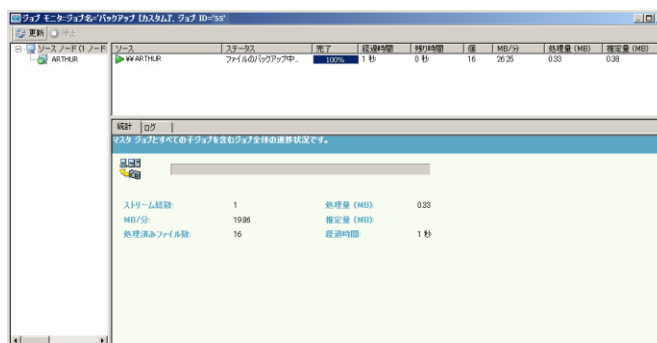 ジョブ モニタ-ジョブ名='バックアップ [カスタム]', ジョブ ID='55'
更新 停止
ソース ノード (1 ノード
ARTHUR
ソース ステータス 完了 経過時間 残り時間 個 MB/分 処理量 (MB) 推定量 (MB)
\\ARTHUR ファイルのバックアップ中... 100% 1 秒 0 秒 16 26.25 0.33 0.38
統計 ログ
マスタ ジョブとすべての子ジョブを含むジョブ全体の進捗状況です。
ストリーム総数: 1 処理量 (MB): 0.33
MB/分: 19.86 推定量 (MB):
処理済みファイル数: 16 経過時間: 1 秒